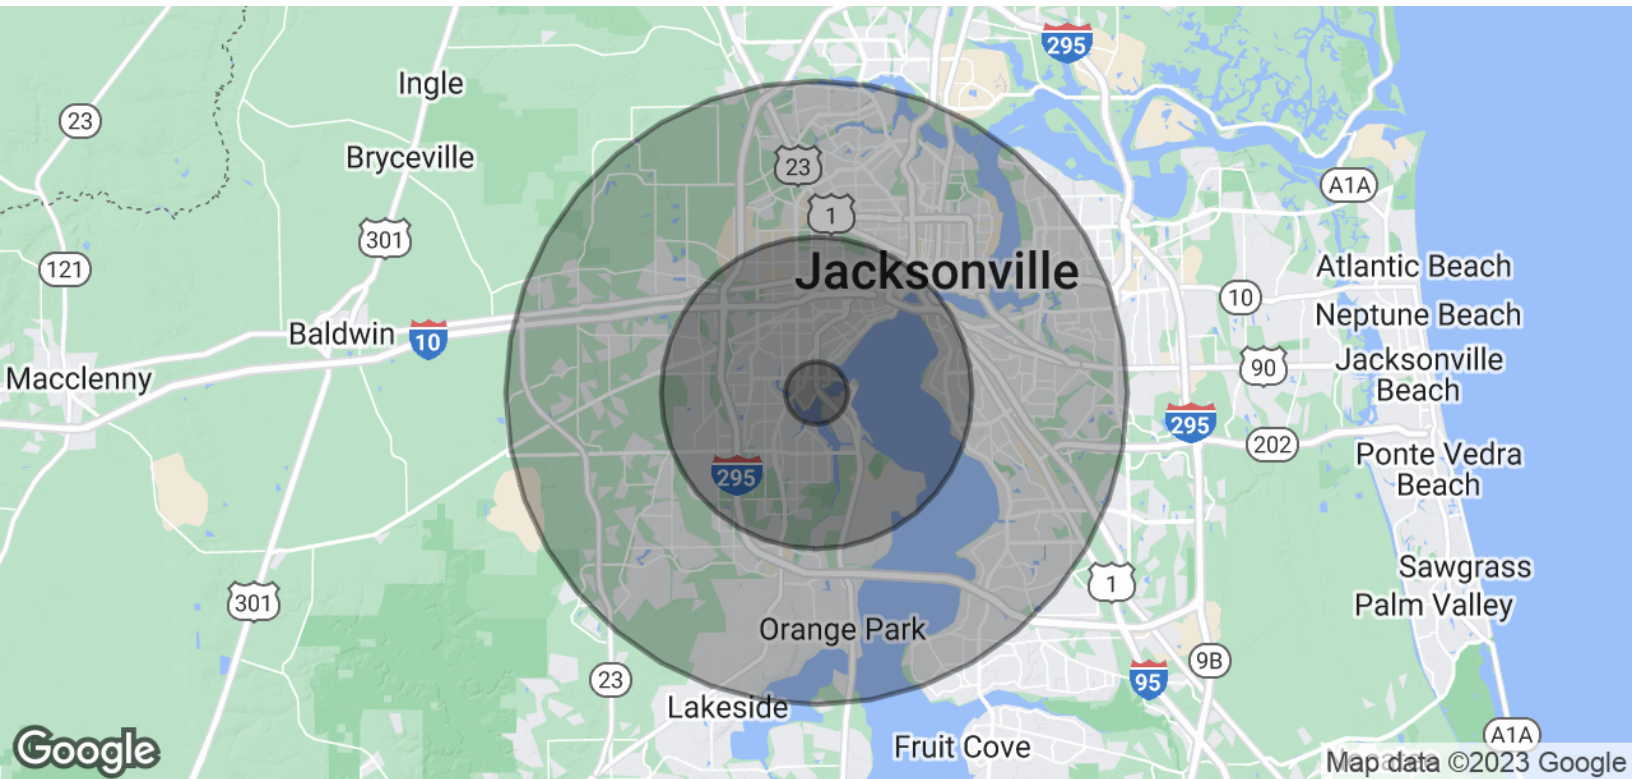 295
Ingle
23
Bryceville
23
A1A
1
301
121
Jacksonville
Atlantic Beach
10
Neptune Beach
Baldwin
10
Jacksonville
Beach
90
Macclenny
295
202
Ponte Vedra
Beach
295
Sawgrass
1
301
Palm Valley
Orange Park
9B
23
95
Lakeside
A1A
Fruit Cove
Google
Map data ©2023 Google